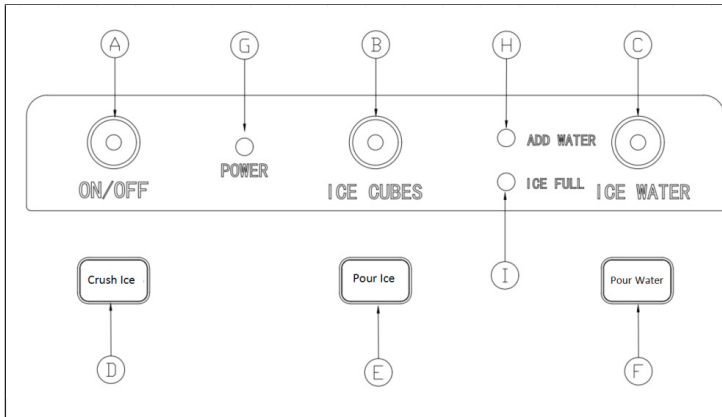 A G B H C
ADD WATER
POWER
ICE FULL
ON/OFF ICE CUBES ICE WATER
I
Crush Ice Pour Ice Pour Water
D E F